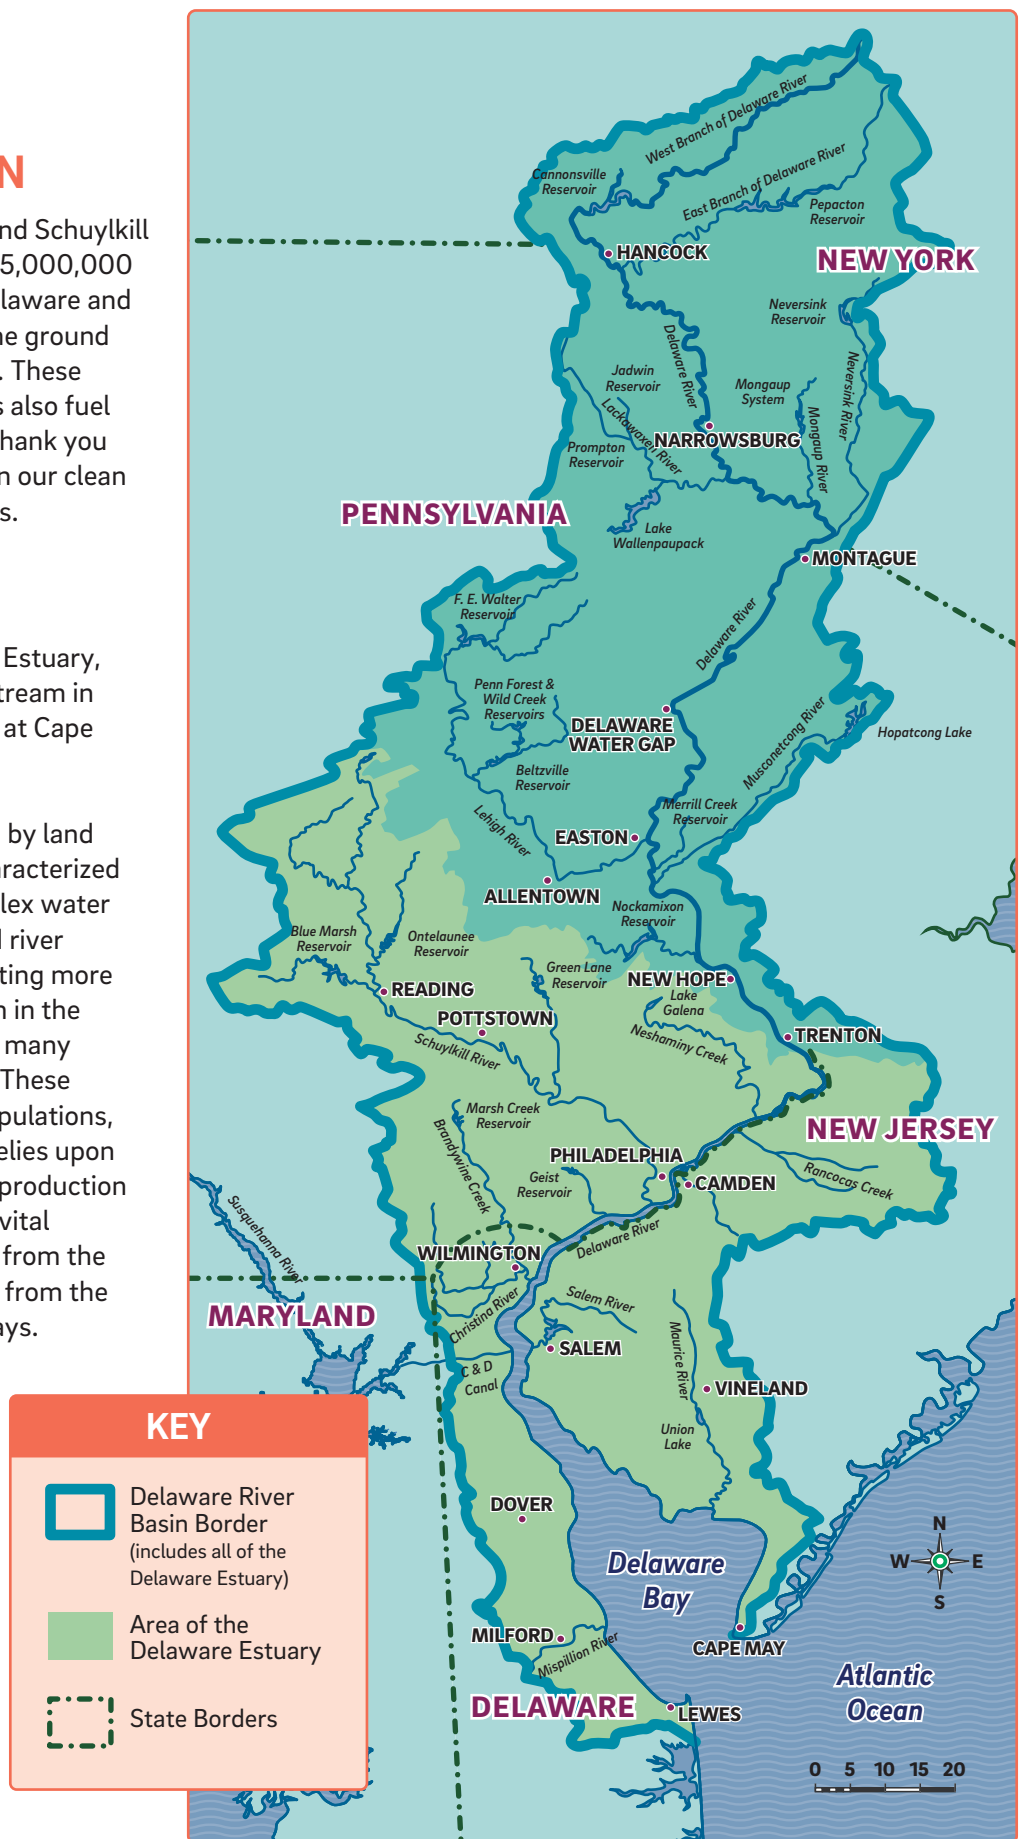 N
nd Schuylkill
5,000,000
laware and
ne ground
. These
s also fuel
hank you
n our clean
s.
Estuary,
tream in
at Cape
by land
aracterized
lex water
d river
ting more
n in the
many
These
pulations,
elies upon
production
vital
from the
from the
ays.
West Branch of Delaware River
Cannonsville
Reservoir
East Branch of Delaware River
Pepacton
Reservoir
HANCOCK
NEW YORK
Neversink
Reservoir
Delaware River
Neversink River
Jadwin
Reservoir
Mongaup
System
Lackawaxen River
Mongaup River
NARROWSBURG
Prompton
Reservoir
PENNSYLVANIA
Lake
Wallenpaupack
MONTAGUE
F. E. Walter
Reservoir
Delaware River
Penn Forest &
Wild Creek
Reservoirs
DELAWARE
WATER GAP
Musconetcong River
Hopatcong Lake
Beltzville
Reservoir
Merrill Creek
Reservoir
Lehigh River
EASTON
ALLENTOWN
Nockamixon
Reservoir
Blue Marsh
Reservoir
Ontelaunee
Reservoir
Green Lane
Reservoir
NEW HOPE
READING
Lake
Galena
POTTSTOWN
TRENTON
Schuylkill River
Neshaminy Creek
Marsh Creek
Reservoir
NEW JERSEY
Brandywine Creek
PHILADELPHIA
Geist
Reservoir
CAMDEN
Rancocas Creek
Susquehanna River
Delaware River
WILMINGTON
MARYLAND
Christina River
Salem River
SALEM
Maurice River
C & D
Canal
VINELAND
Union
Lake
KEY
Delaware River
Basin Border
(includes all of the
Delaware Estuary)
Area of the
Delaware Estuary
State Borders
DOVER
Delaware
Bay
N
W
E
S
MILFORD
Mispillion River
CAPE MAY
Atlantic
Ocean
DELAWARE
LEWES
0 5 10 15 20